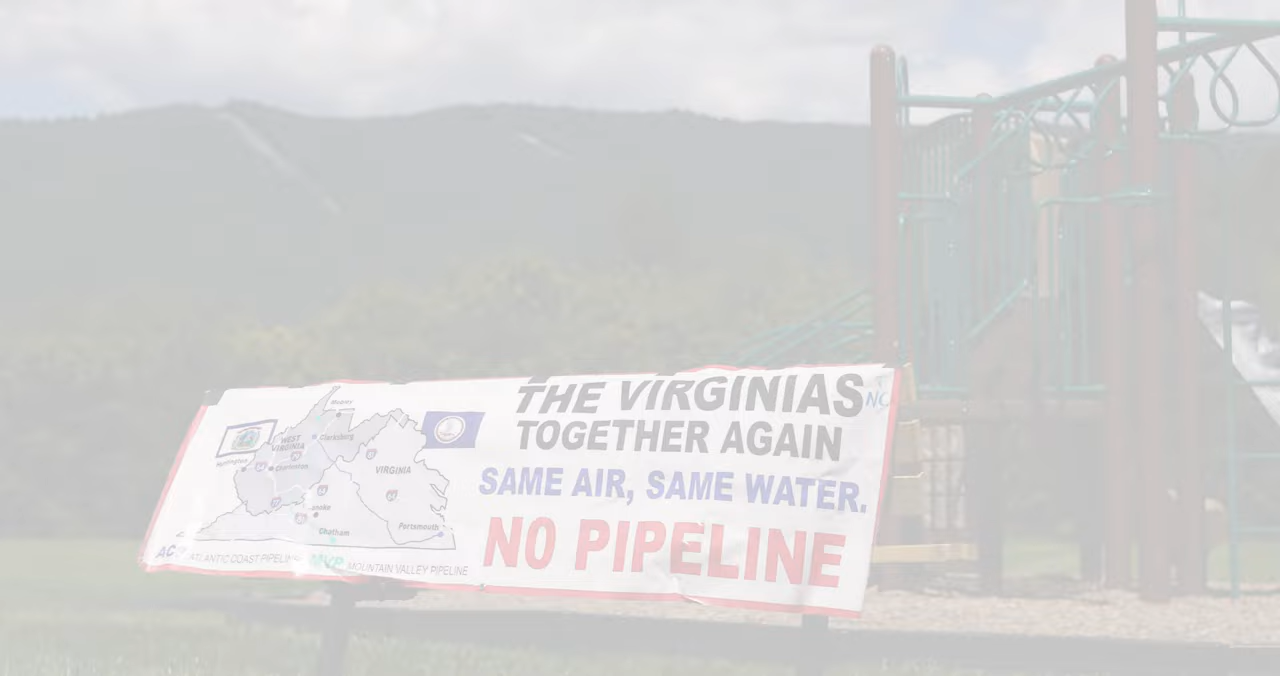 THE VIRGINIAS
TOGETHER AGAIN
SAME AIR, SAME WATER.
NO PIPELINE
NO
WEST
VIRGINIA
Clarksburg
Huntington
Charleston
VIRGINIA
Chatham
Portsmouth
ATLANTIC COAST PIPELINE
MVP MOUNTAIN VALLEY PIPELINE